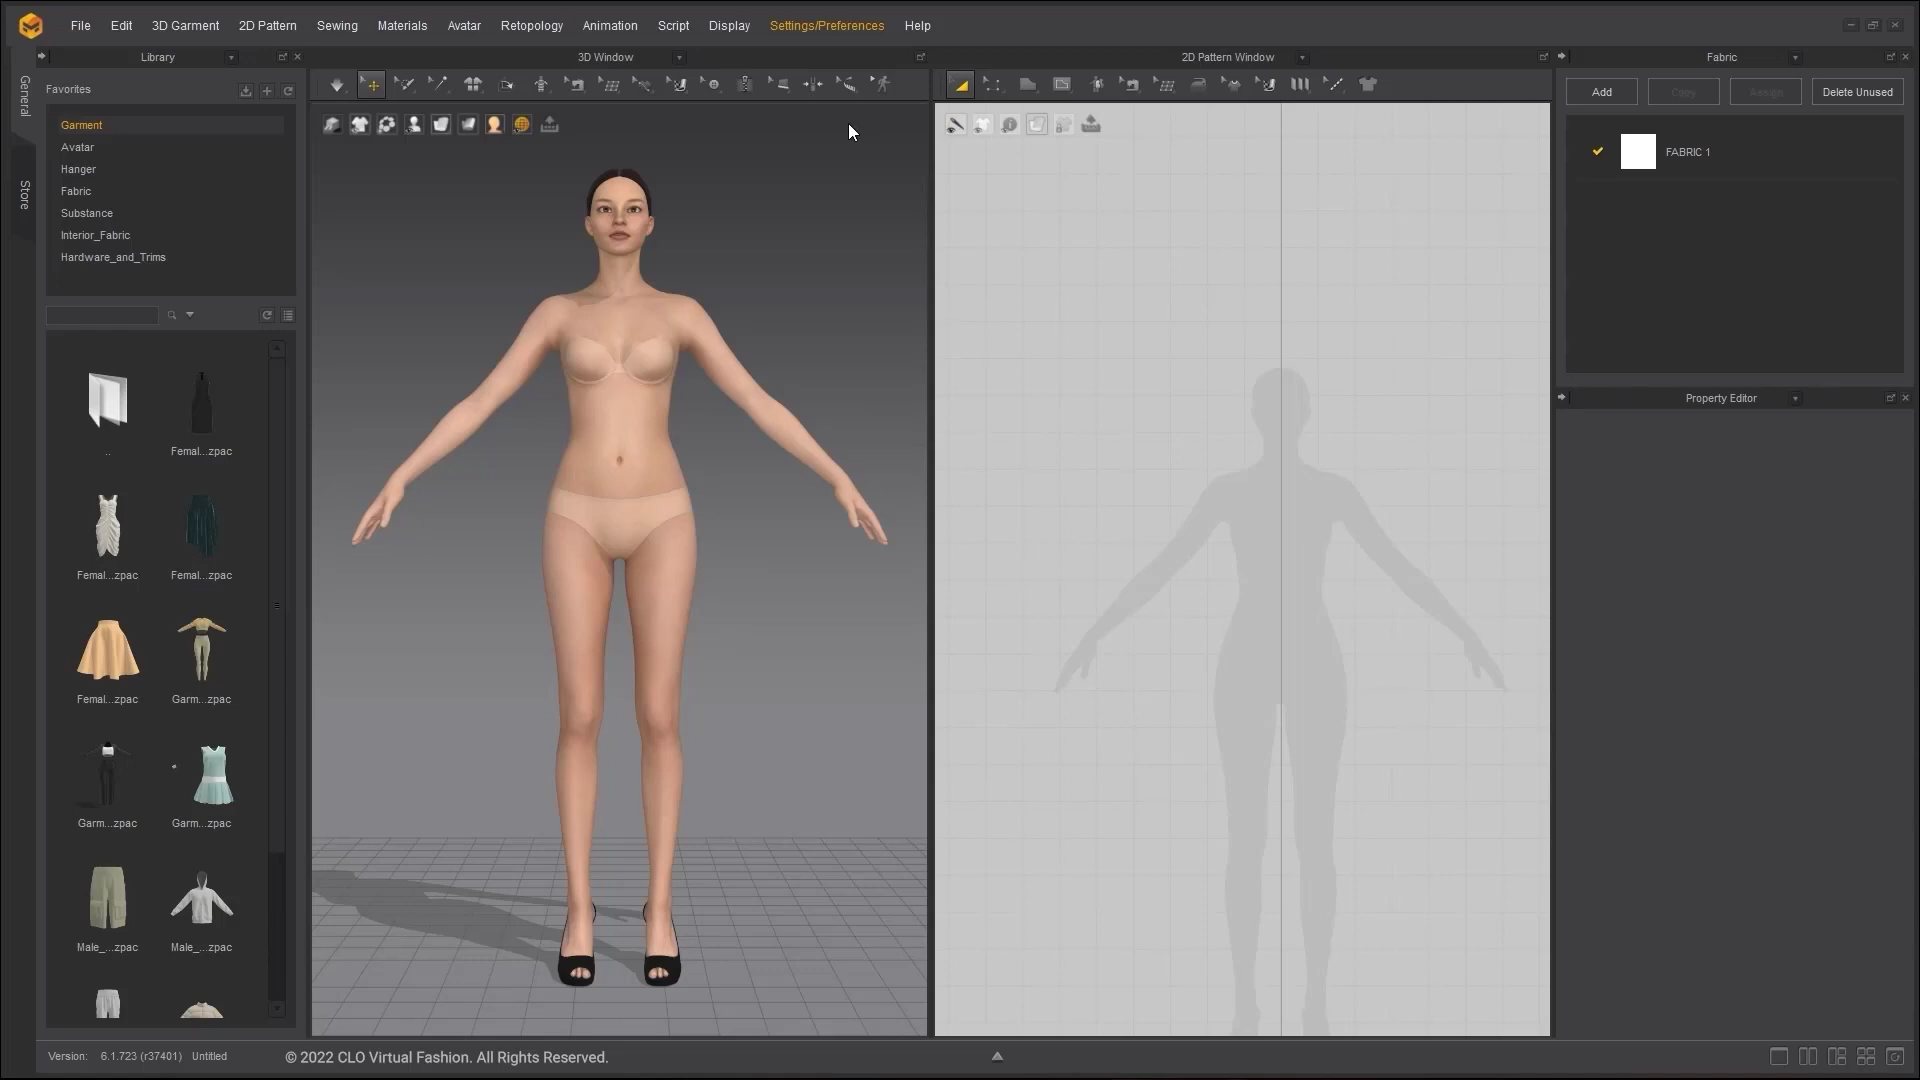 File Edit 3D Garment 2D Pattern Sewing Materials Avatar Retopology Animation Script Display Settings/Preferences Help
Library 3D Window 2D Pattern Window Fabric
General
Store
Favorites
Garment
Avatar
Hanger
Fabric
Substance
Interior_Fabric
Hardware_and_Trims
..
Femal...zpac
Femal...zpac Femal...zpac
Femal...zpac Garm...zpac
Garm...zpac Garm...zpac
Male_...zpac Male_...zpac
Add Copy Assign Delete Unused
FABRIC 1
Property Editor
Version: 6.1.723 (r37401) Untitled © 2022 CLO Virtual Fashion. All Rights Reserved.